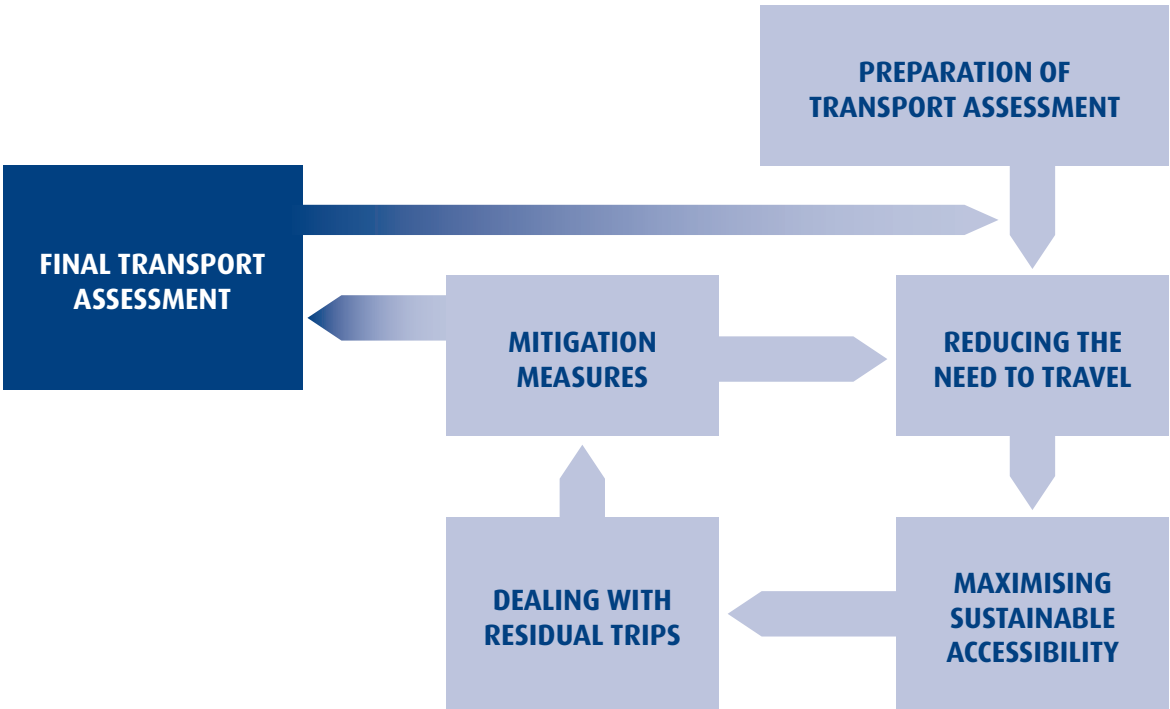 PREPARATION OF
TRANSPORT ASSESSMENT
FINAL TRANSPORT
ASSESSMENT
MITIGATION
MEASURES
REDUCING THE
NEED TO TRAVEL
DEALING WITH
RESIDUAL TRIPS
MAXIMISING
SUSTAINABLE
ACCESSIBILITY